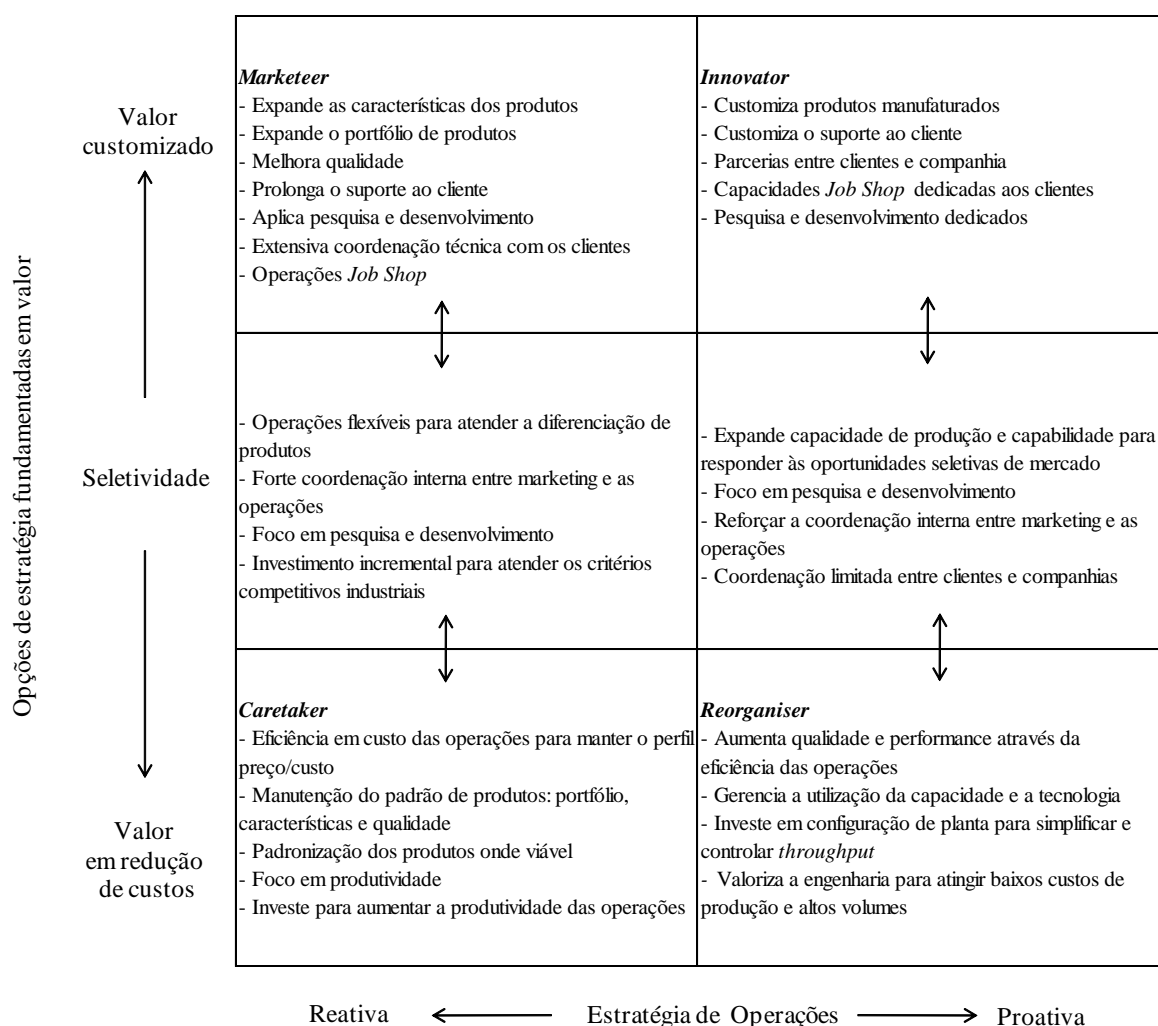 Opções de estratégia fundamentadas em valor
Valor
customizado
Seletividade
Valor
em redução
de custos
Marketeer
- Expande as características dos produtos
- Expande o portfólio de produtos
- Melhora qualidade
- Prolonga o suporte ao cliente
- Aplica pesquisa e desenvolvimento
- Extensiva coordenação técnica com os clientes
- Operações Job Shop
Innovator
- Customiza produtos manufaturados
- Customiza o suporte ao cliente
- Parcerias entre clientes e companhia
- Capacidades Job Shop dedicadas aos clientes
- Pesquisa e desenvolvimento dedicados
- Operações flexíveis para atender a diferenciação de
produtos
- Forte coordenação interna entre marketing e as
operações
- Foco em pesquisa e desenvolvimento
- Investimento incremental para atender os critérios
competitivos industriais
- Expande capacidade de produção e capabilidade para
responder às oportunidades seletivas de mercado
- Foco em pesquisa e desenvolvimento
- Reforçar a coordenação interna entre marketing e as
operações
- Coordenação limitada entre clientes e companhias
Caretaker
- Eficiência em custo das operações para manter o perfil
preço/custo
- Manutenção do padrão de produtos: portfólio,
características e qualidade
- Padronização dos produtos onde viável
- Foco em produtividade
- Investe para aumentar a produtividade das operações
Reorganiser
- Aumenta qualidade e performance através da
eficiência das operações
- Gerencia a utilização da capacidade e a tecnologia
- Investe em configuração de planta para simplificar e
controlar throughput
- Valoriza a engenharia para atingir baixos custos de
produção e altos volumes
Reativa
Estratégia de Operações
Proativa